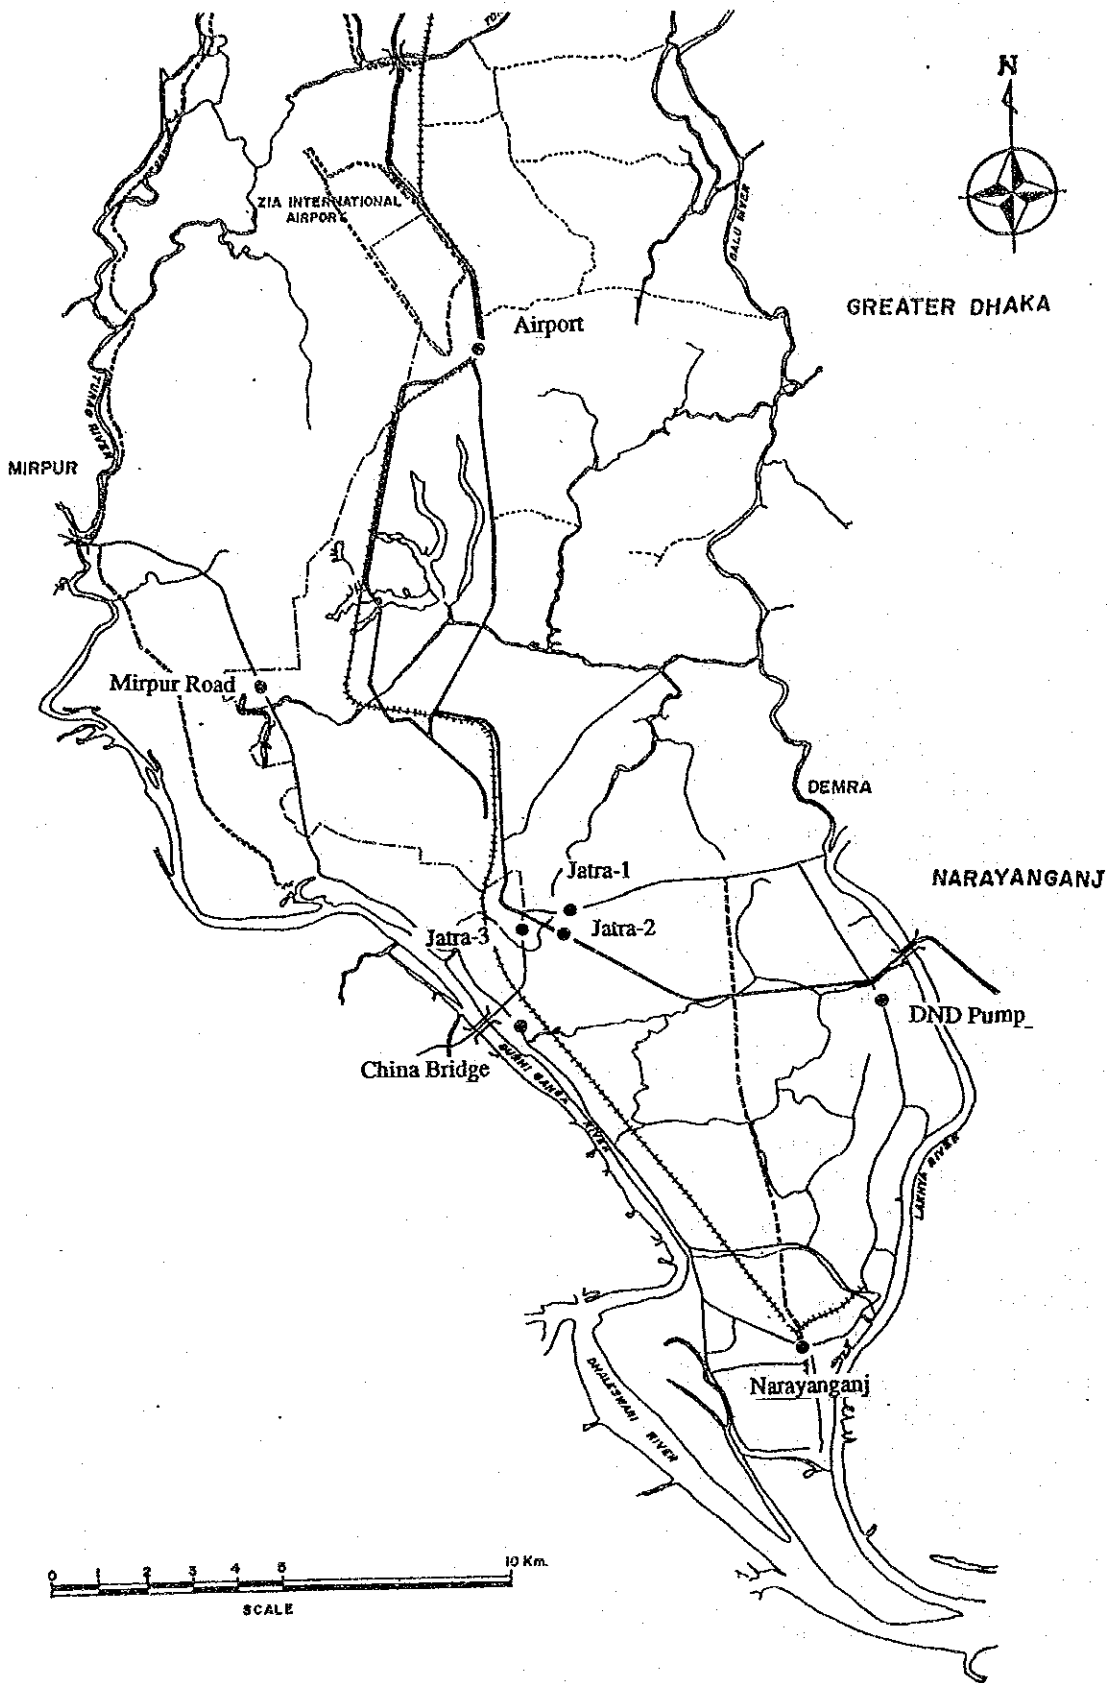 N
ZIA INTERNATIONAL
AIRPORT
BALU RIVER
GREATER DHAKA
Airport
TURAG RIVER
MIRPUR
Mirpur Road
DEMRA
Jatra-1
NARAYANGANJ
Jatra-3
Jatra-2
DND Pump
China Bridge
BURHI GANGA RIVER
LAKHYA RIVER
Narayanganj
DHALESWARI RIVER
0 1 2 3 4 5 10 Km.
SCALE